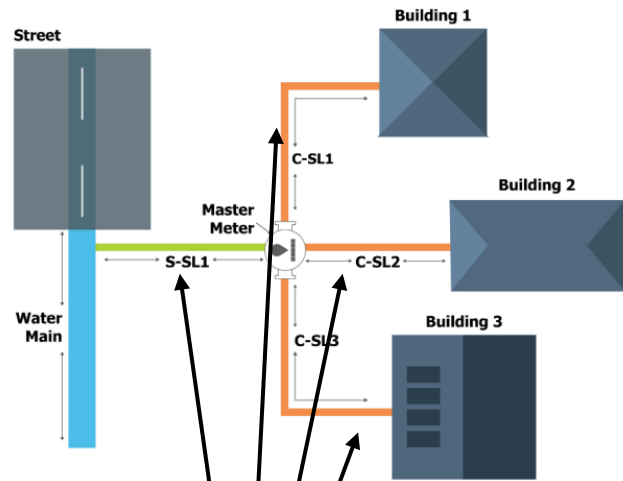 Building 1
Street
C-SL1
Building 2
Master
Meter
S-SL1
C-SL2
Water
Main
Building 3
C-SL3